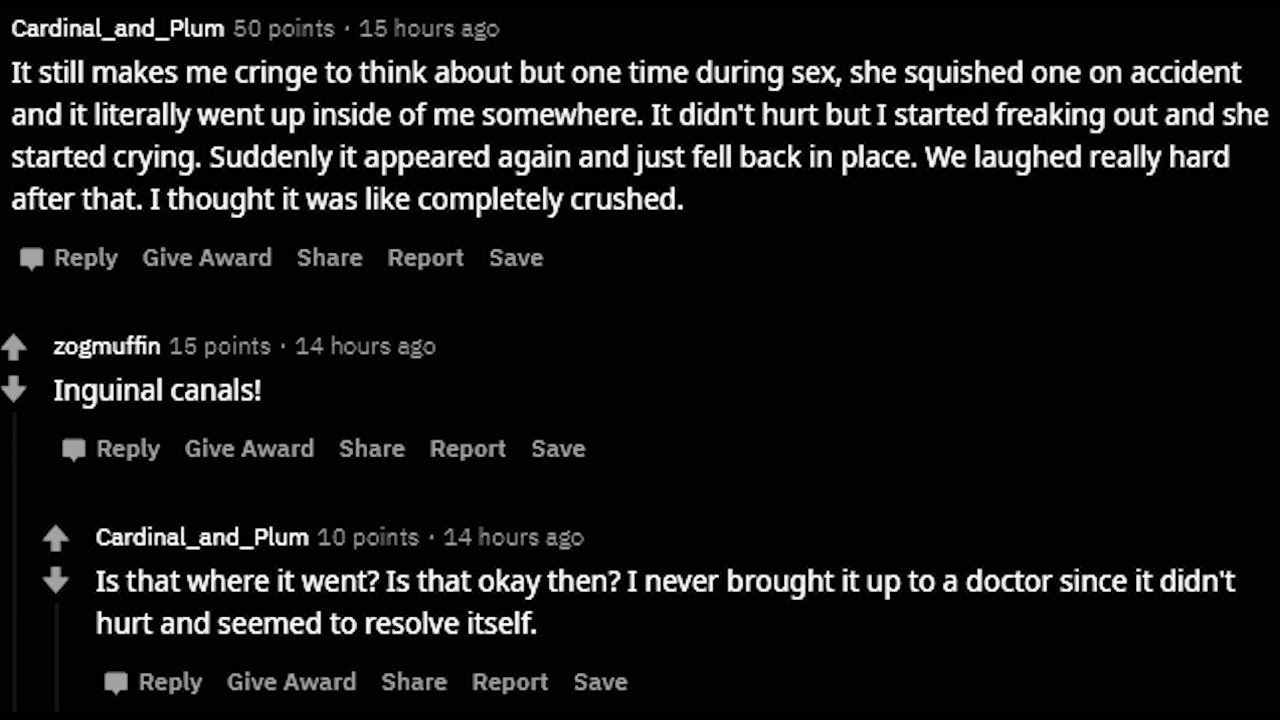 Cardinal_and_Plum 50 points · 15 hours ago
It still makes me cringe to think about but one time during sex, she squished one on accident
and it literally went up inside of me somewhere. It didn't hurt but I started freaking out and she
started crying. Suddenly it appeared again and just fell back in place. We laughed really hard
after that. I thought it was like completely crushed.
Reply Give Award Share Report Save
zogmuffin 15 points · 14 hours ago
Inguinal canals!
Reply Give Award Share Report Save
Cardinal_and_Plum 10 points · 14 hours ago
Is that where it went? Is that okay then? I never brought it up to a doctor since it didn't
hurt and seemed to resolve itself.
Reply Give Award Share Report Save